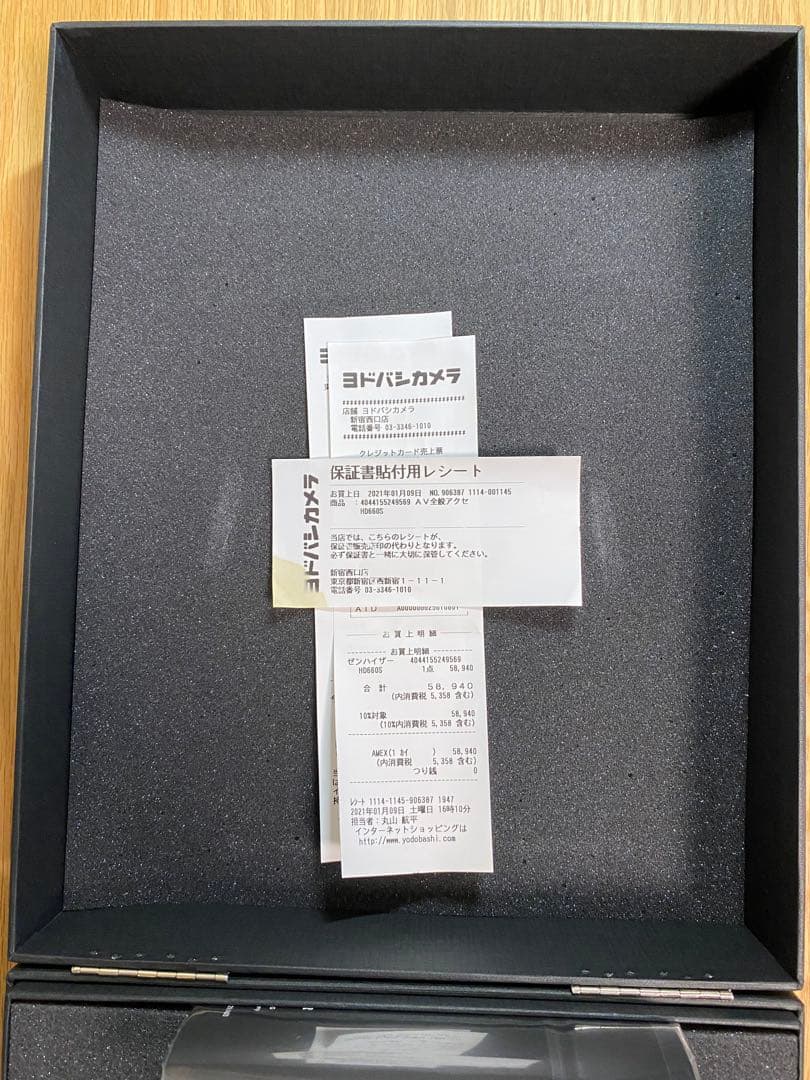 ヨドバシカメラ
################################
店舗 ヨドバシカメラ
新宿西口店
電話番号 03-3346-1010
################################
クレジットカード売上票
ヨドバシカメラ
保証書貼付用レシート
お買上日 2021年01月09日 NO.906387 1114-001145
商品 :4044155249569 AV全般アクセ
HD660S
当店では、こちらのレシートが、
保証書販売店印の代わりとなります。
必ず保証書と一緒に大切に保管してください。
新宿西口店
東京都新宿区西新宿1-11-1
電話番号 03-3346-1010
AID A0000000250
お買上明細
---------- お買上明細 ----------
ゼンハイザー 4044155249569
HD660S 1点 58,940
合 計 58,940
(内消費税 5,358 含む)
10%対象 58,940
(10%内消費税 5,358 含む)
AMEX(1 カイ ) 58,940
(内消費税 5,358 含む)
つり銭 0
レシート 1114-1145-906387 1947
2021年01月09日 土曜日 16時10分
担当者:丸山 航平
インターネットショッピングは
http://www.yodobashi.com